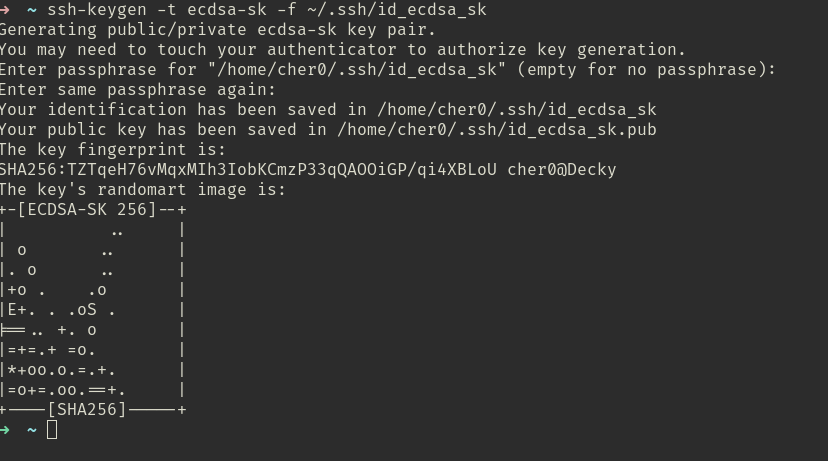 →  ~ ssh-keygen -t ecdsa-sk -f ~/.ssh/id_ecdsa_sk
Generating public/private ecdsa-sk key pair.
You may need to touch your authenticator to authorize key generation.
Enter passphrase for "/home/cher0/.ssh/id_ecdsa_sk" (empty for no passphrase):
Enter same passphrase again:
Your identification has been saved in /home/cher0/.ssh/id_ecdsa_sk
Your public key has been saved in /home/cher0/.ssh/id_ecdsa_sk.pub
The key fingerprint is:
SHA256:TZTqeH76vMqxMIh3IobKCmzP33qQAOOiGP/qi4XBLoU cher0@Decky
The key's randomart image is:
+-[ECDSA-SK 256]--+
|          ..     |
| o       ..      |
|. o      ..      |
|+o .    .o       |
|E+. . .oS .      |
|==.. +. o        |
|=+=.+ =o.        |
|*+oo.o.=.+.      |
|=o+=.oo.==+.     |
+----[SHA256]-----+
→  ~